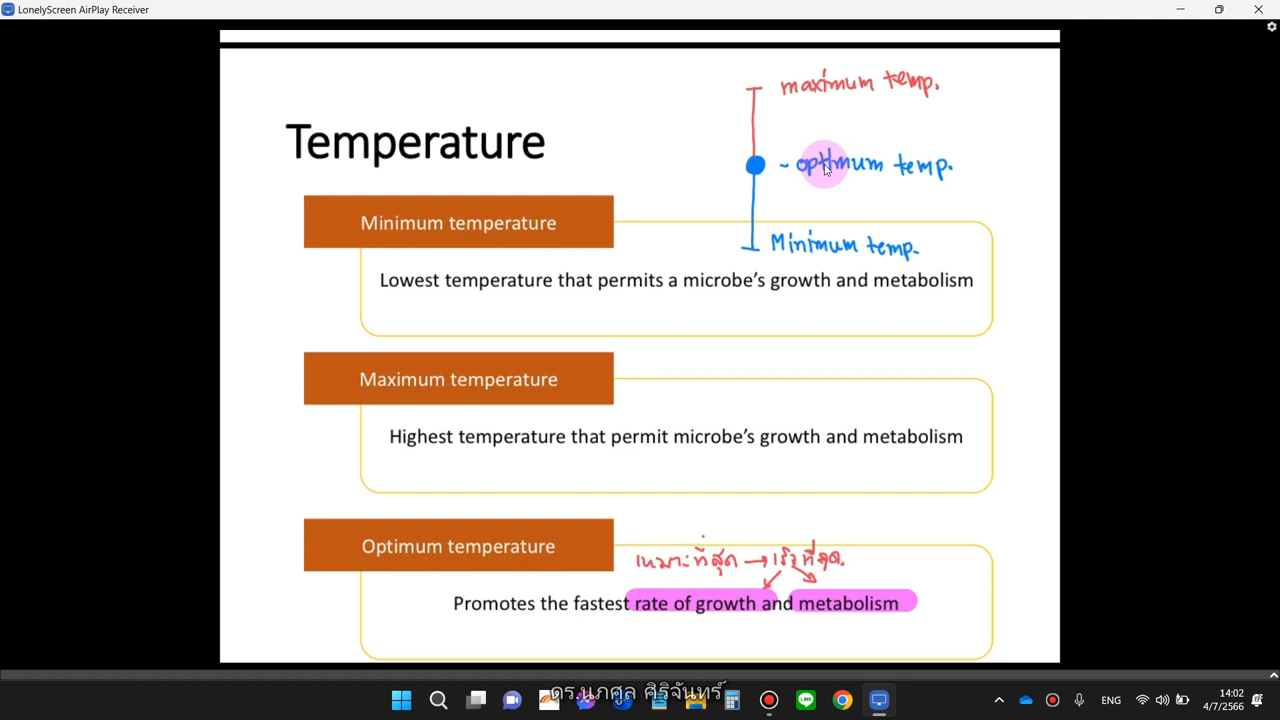 LonelyScreen AirPlay Receiver
maximum temp.
Temperature
- optimum temp.
Minimum temperature
Minimum temp.
Lowest temperature that permits a microbe's growth and metabolism
Maximum temperature
Highest temperature that permit microbe's growth and metabolism
Optimum temperature
เหมาะที่สุด → เร็วที่สุด.
Promotes the fastest rate of growth and metabolism
ดร.นภศูล ศิริจันทร์
ENG
14:02
4/7/2566